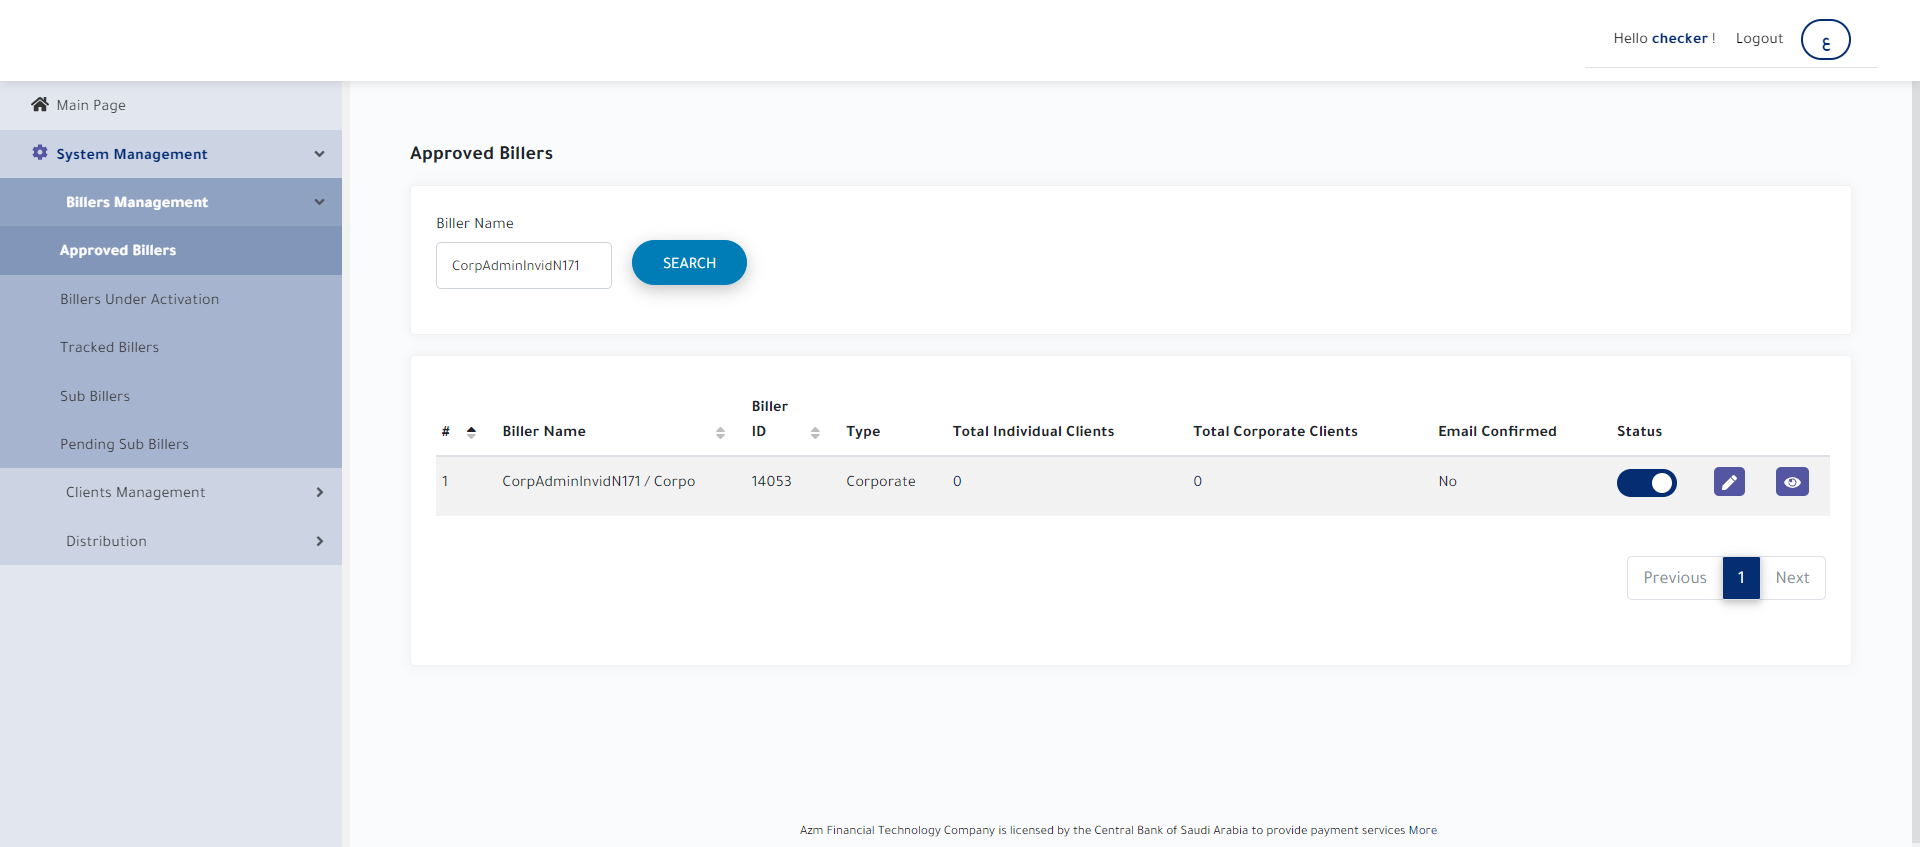 Hello checker ! Logout ع
Main Page
System Management
Billers Management
Approved Billers
Billers Under Activation
Tracked Billers
Sub Billers
Pending Sub Billers
Clients Management
Distribution
Approved Billers
Biller Name
CorpAdminInvidN171 SEARCH
# Biller Name Biller ID Type Total Individual Clients Total Corporate Clients Email Confirmed Status
1 CorpAdminInvidN171 / Corpo 14053 Corporate 0 0 No
Previous 1 Next
Azm Financial Technology Company is licensed by the Central Bank of Saudi Arabia to provide payment services More